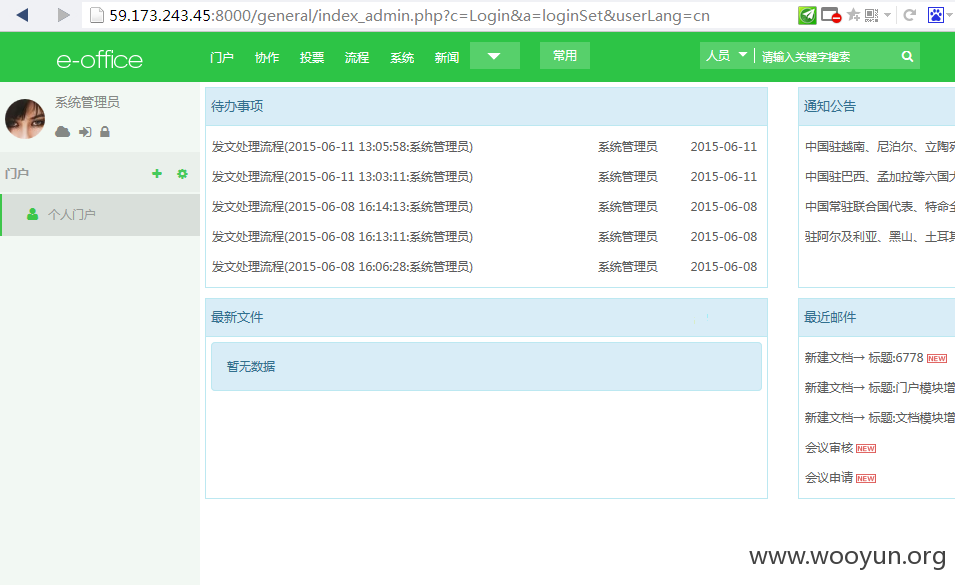 59.173.243.45:8000/general/index_admin.php?c=Login&a=loginSet&userLang=cn
e-office 门户 协作 投票 流程 系统 新闻 常用 人员 请输入关键字搜索
系统管理员
门户
个人门户
待办事项
发文处理流程(2015-06-11 13:05:58:系统管理员) 系统管理员 2015-06-11
发文处理流程(2015-06-11 13:03:11:系统管理员) 系统管理员 2015-06-11
发文处理流程(2015-06-08 16:14:13:系统管理员) 系统管理员 2015-06-08
发文处理流程(2015-06-08 16:13:11:系统管理员) 系统管理员 2015-06-08
发文处理流程(2015-06-08 16:06:28:系统管理员) 系统管理员 2015-06-08
通知公告
中国驻越南、尼泊尔、立陶宛
中国驻巴西、孟加拉等六国大
中国常驻联合国代表、特命全
驻阿尔及利亚、黑山、土耳其
最新文件
暂无数据
最近邮件
新建文档→ 标题:6778 NEW
新建文档→ 标题:门户模块增
新建文档→ 标题:文档模块增
会议审核 NEW
会议申请 NEW
www.wooyun.org